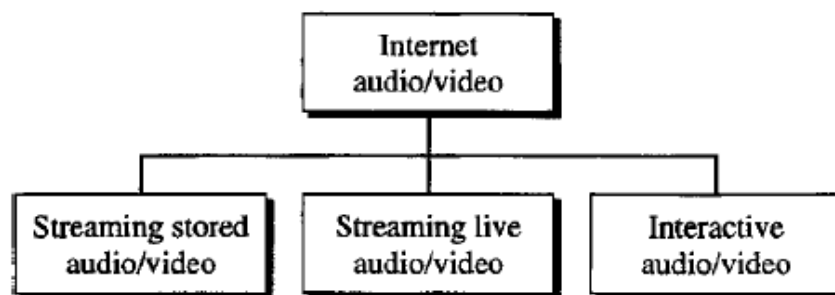 Internet
audio/video
Streaming stored
audio/video
Streaming live
audio/video
Interactive
audio/video